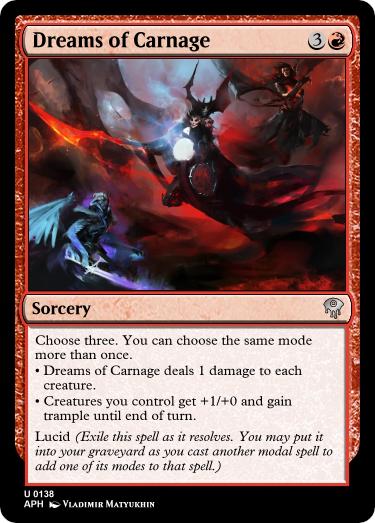 Dreams of Carnage
3
Sorcery
Choose three. You can choose the same mode
more than once.
• Dreams of Carnage deals 1 damage to each
creature.
• Creatures you control get +1/+0 and gain
trample until end of turn.
Lucid (Exile this spell as it resolves. You may put it
into your graveyard as you cast another modal spell to
add one of its modes to that spell.)
U 0138
APH Vladimir Matyukhin